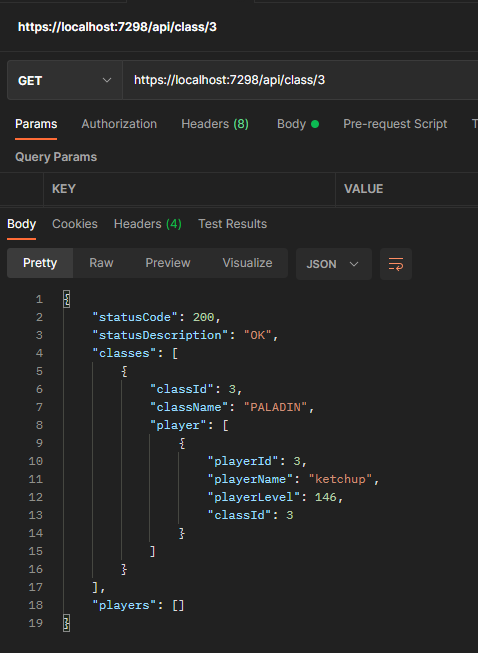 https://localhost:7298/api/class/3
GET https://localhost:7298/api/class/3
Params Authorization Headers (8) Body Pre-request Script T
Query Params
KEY VALUE
Body Cookies Headers (4) Test Results
Pretty Raw Preview Visualize JSON
1 {
2 "statusCode": 200,
3 "statusDescription": "OK",
4 "classes": [
5 {
6 "classId": 3,
7 "className": "PALADIN",
8 "player": [
9 {
10 "playerId": 3,
11 "playerName": "ketchup",
12 "playerLevel": 146,
13 "classId": 3
14 }
15 ]
16 }
17 ],
18 "players": []
19 }